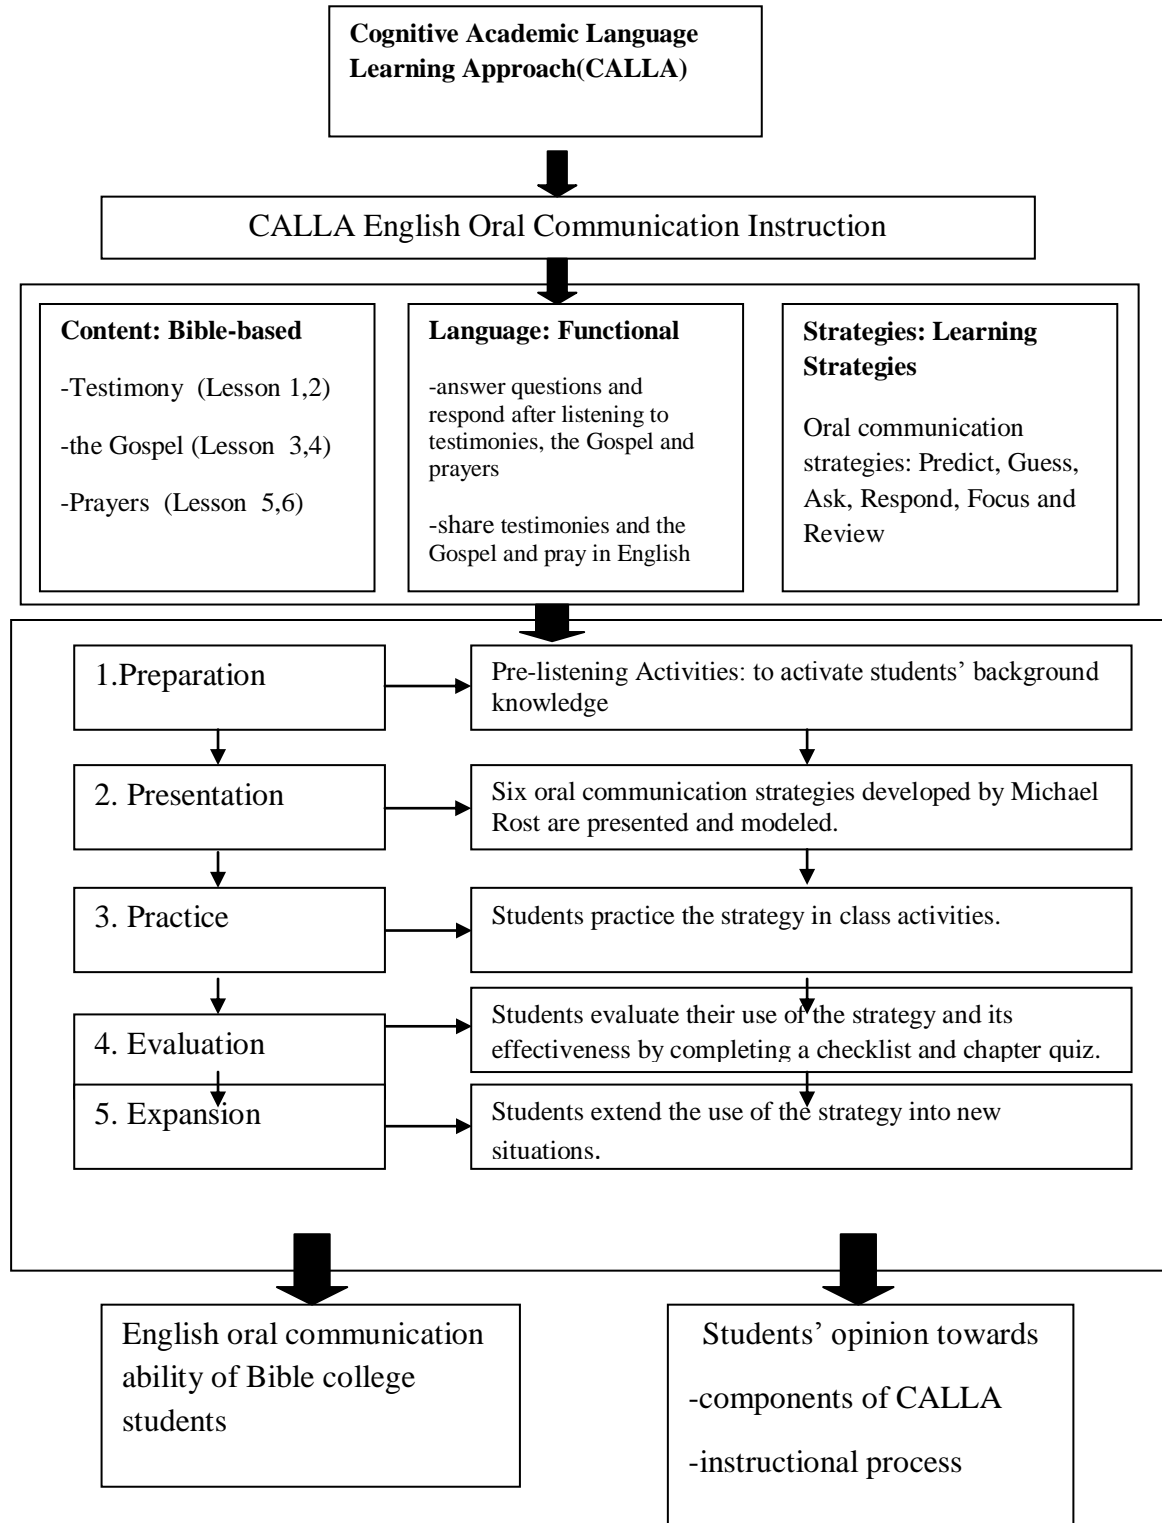 Cognitive Academic Language
Learning Approach(CALLA)
CALLA English Oral Communication Instruction
Content: Bible-based
-Testimony  (Lesson 1,2)
-the Gospel (Lesson  3,4)
-Prayers  (Lesson  5,6)
Language: Functional
-answer questions and
respond after listening to
testimonies, the Gospel and
prayers
-share testimonies and the
Gospel and pray in English
Strategies: Learning
Strategies
Oral communication
strategies: Predict, Guess,
Ask, Respond, Focus and
Review
1.Preparation
Pre-listening Activities: to activate students’ background
knowledge
2. Presentation
Six oral communication strategies developed by Michael
Rost are presented and modeled.
3. Practice
Students practice the strategy in class activities.
4. Evaluation
Students evaluate their use of the strategy and its
effectiveness by completing a checklist and chapter quiz.
5. Expansion
Students extend the use of the strategy into new
situations.
English oral communication
ability of Bible college
students
Students’ opinion towards
-components of CALLA
-instructional process